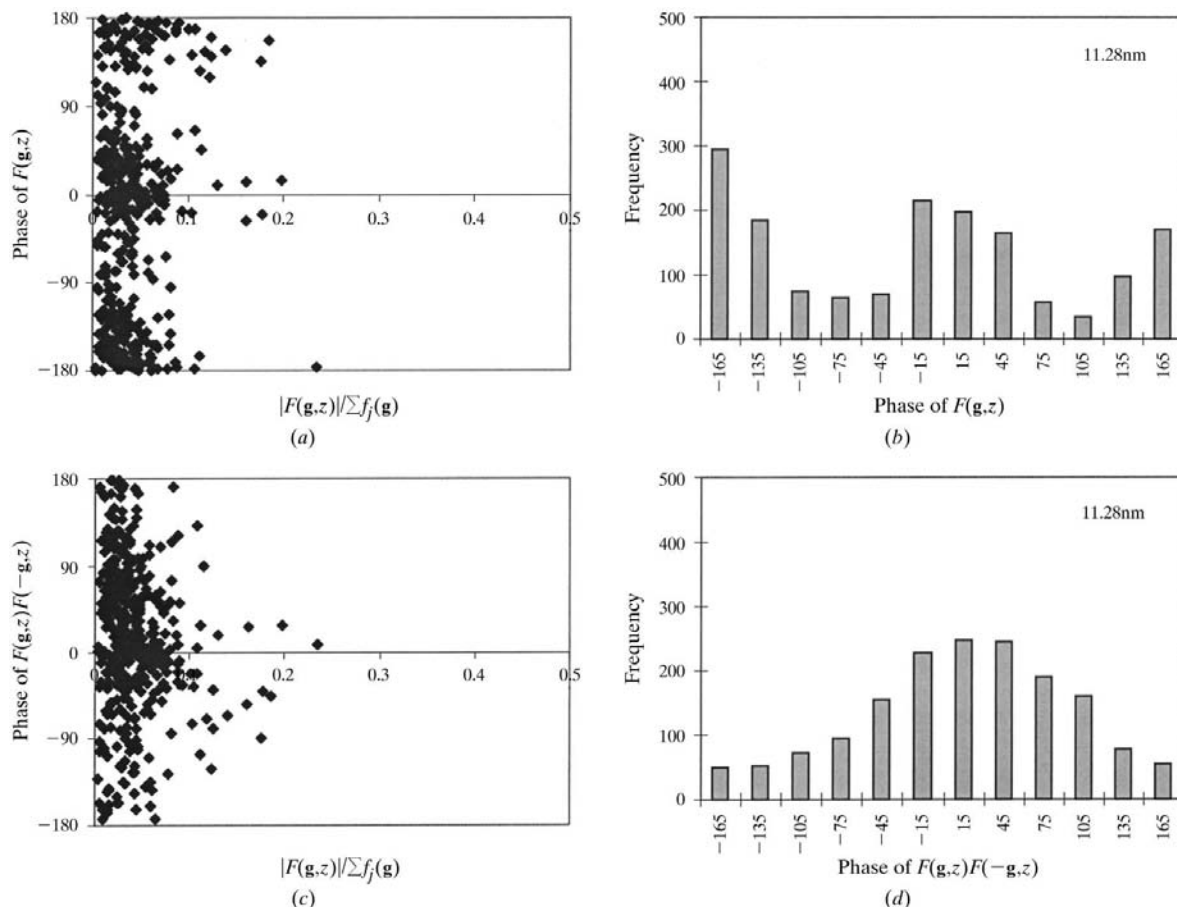 180
90
0
−90
−180
Phase of F(g,z)
0 0.1 0.2 0.3 0.4 0.5
|F(g,z)|/∑fj(g)
(a)
500
400
300
200
100
0
Frequency
11.28nm
−165 −135 −105 −75 −45 −15 15 45 75 105 135 165
Phase of F(g,z)
(b)
180
90
0
−90
−180
Phase of F(g,z)F(−g,z)
0 0.1 0.2 0.3 0.4 0.5
|F(g,z)|/∑fj(g)
(c)
500
400
300
200
100
0
Frequency
11.28nm
−165 −135 −105 −75 −45 −15 15 45 75 105 135 165
Phase of F(g,z)F(−g,z)
(d)